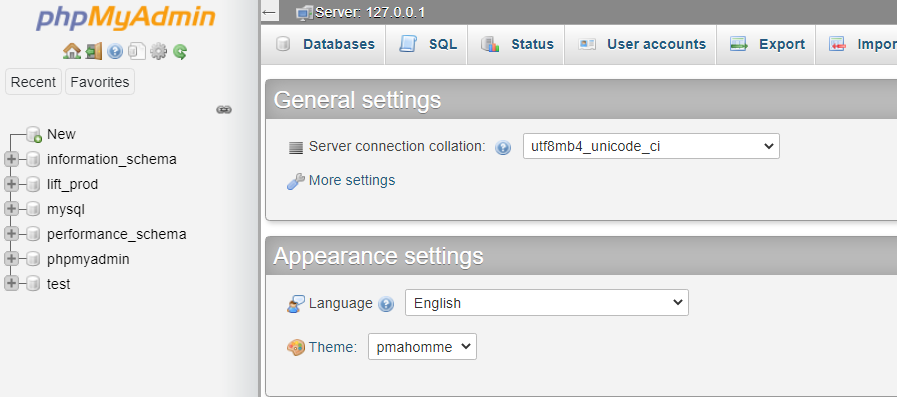 phpMyAdmin
Recent Favorites
New
information_schema
lift_prod
mysql
performance_schema
phpmyadmin
test
Server: 127.0.0.1
Databases SQL Status User accounts Export Impor
General settings
Server connection collation: utf8mb4_unicode_ci
More settings
Appearance settings
Language English
Theme: pmahomme